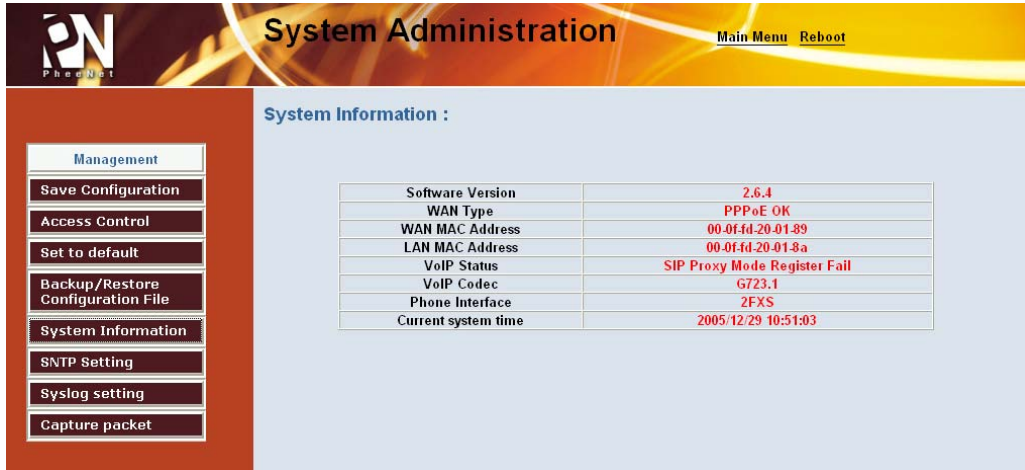 PN
PheeNet
System Administration
Main Menu Reboot
System Information :
Management
Save Configuration
Access Control
Set to default
Backup/Restore
Configuration File
System Information
SNTP Setting
Syslog setting
Capture packet
Software Version 2.6.4
WAN Type PPPoE OK
WAN MAC Address 00-0f-fd-20-01-89
LAN MAC Address 00-0f-fd-20-01-8a
VoIP Status SIP Proxy Mode Register Fail
VoIP Codec G723.1
Phone Interface 2FXS
Current system time 2005/12/29 10:51:03